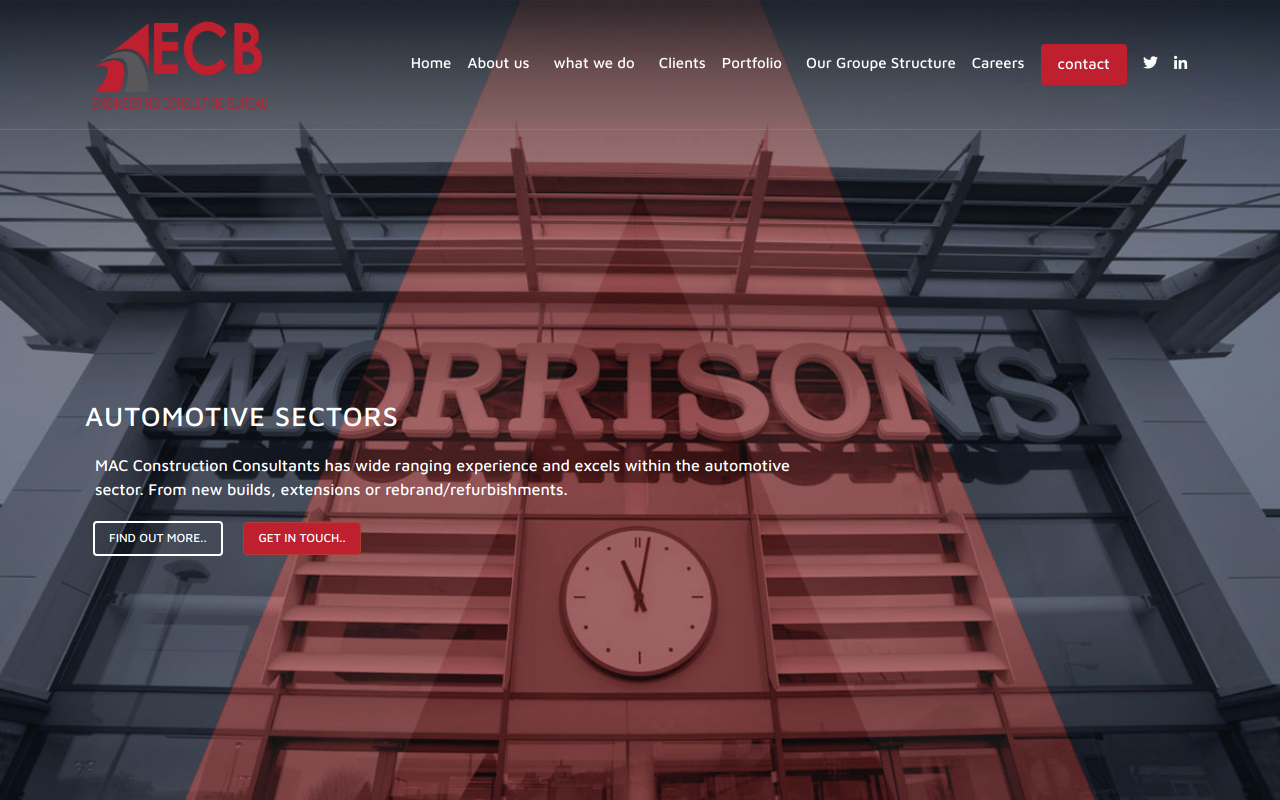 ECB
ENGINEERING CONSULTING BUREAU
Home About us what we do Clients Portfolio Our Groupe Structure Careers contact
MORRISONS
AUTOMOTIVE SECTORS
MAC Construction Consultants has wide ranging experience and excels within the automotive
sector. From new builds, extensions or rebrand/refurbishments.
FIND OUT MORE..
GET IN TOUCH..